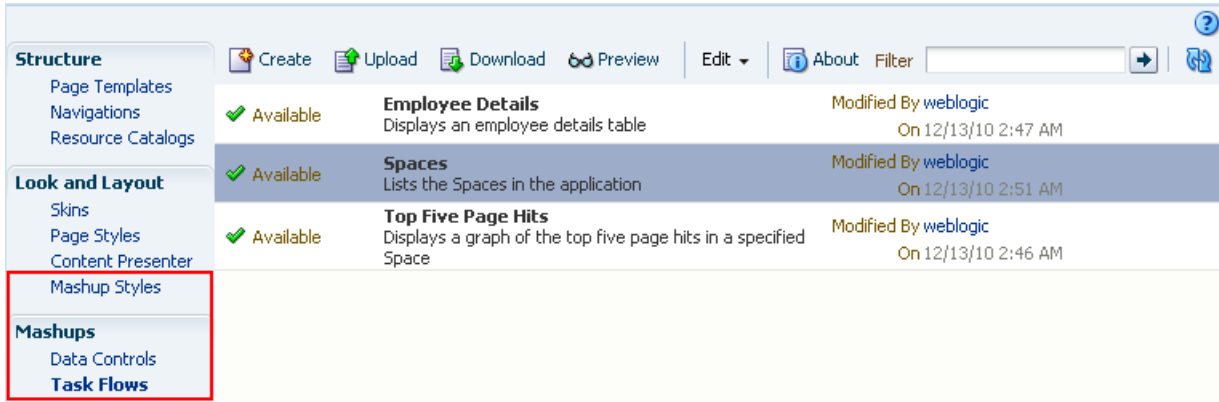 ?
Structure
Page Templates
Navigations
Resource Catalogs
Look and Layout
Skins
Page Styles
Content Presenter
Mashup Styles
Mashups
Data Controls
Task Flows
Create Upload Download Preview Edit About Filter
Available Employee Details Modified By weblogic
Displays an employee details table On 12/13/10 2:47 AM
Available Spaces Modified By weblogic
Lists the Spaces in the application On 12/13/10 2:51 AM
Available Top Five Page Hits Modified By weblogic
Displays a graph of the top five page hits in a specified On 12/13/10 2:46 AM
Space